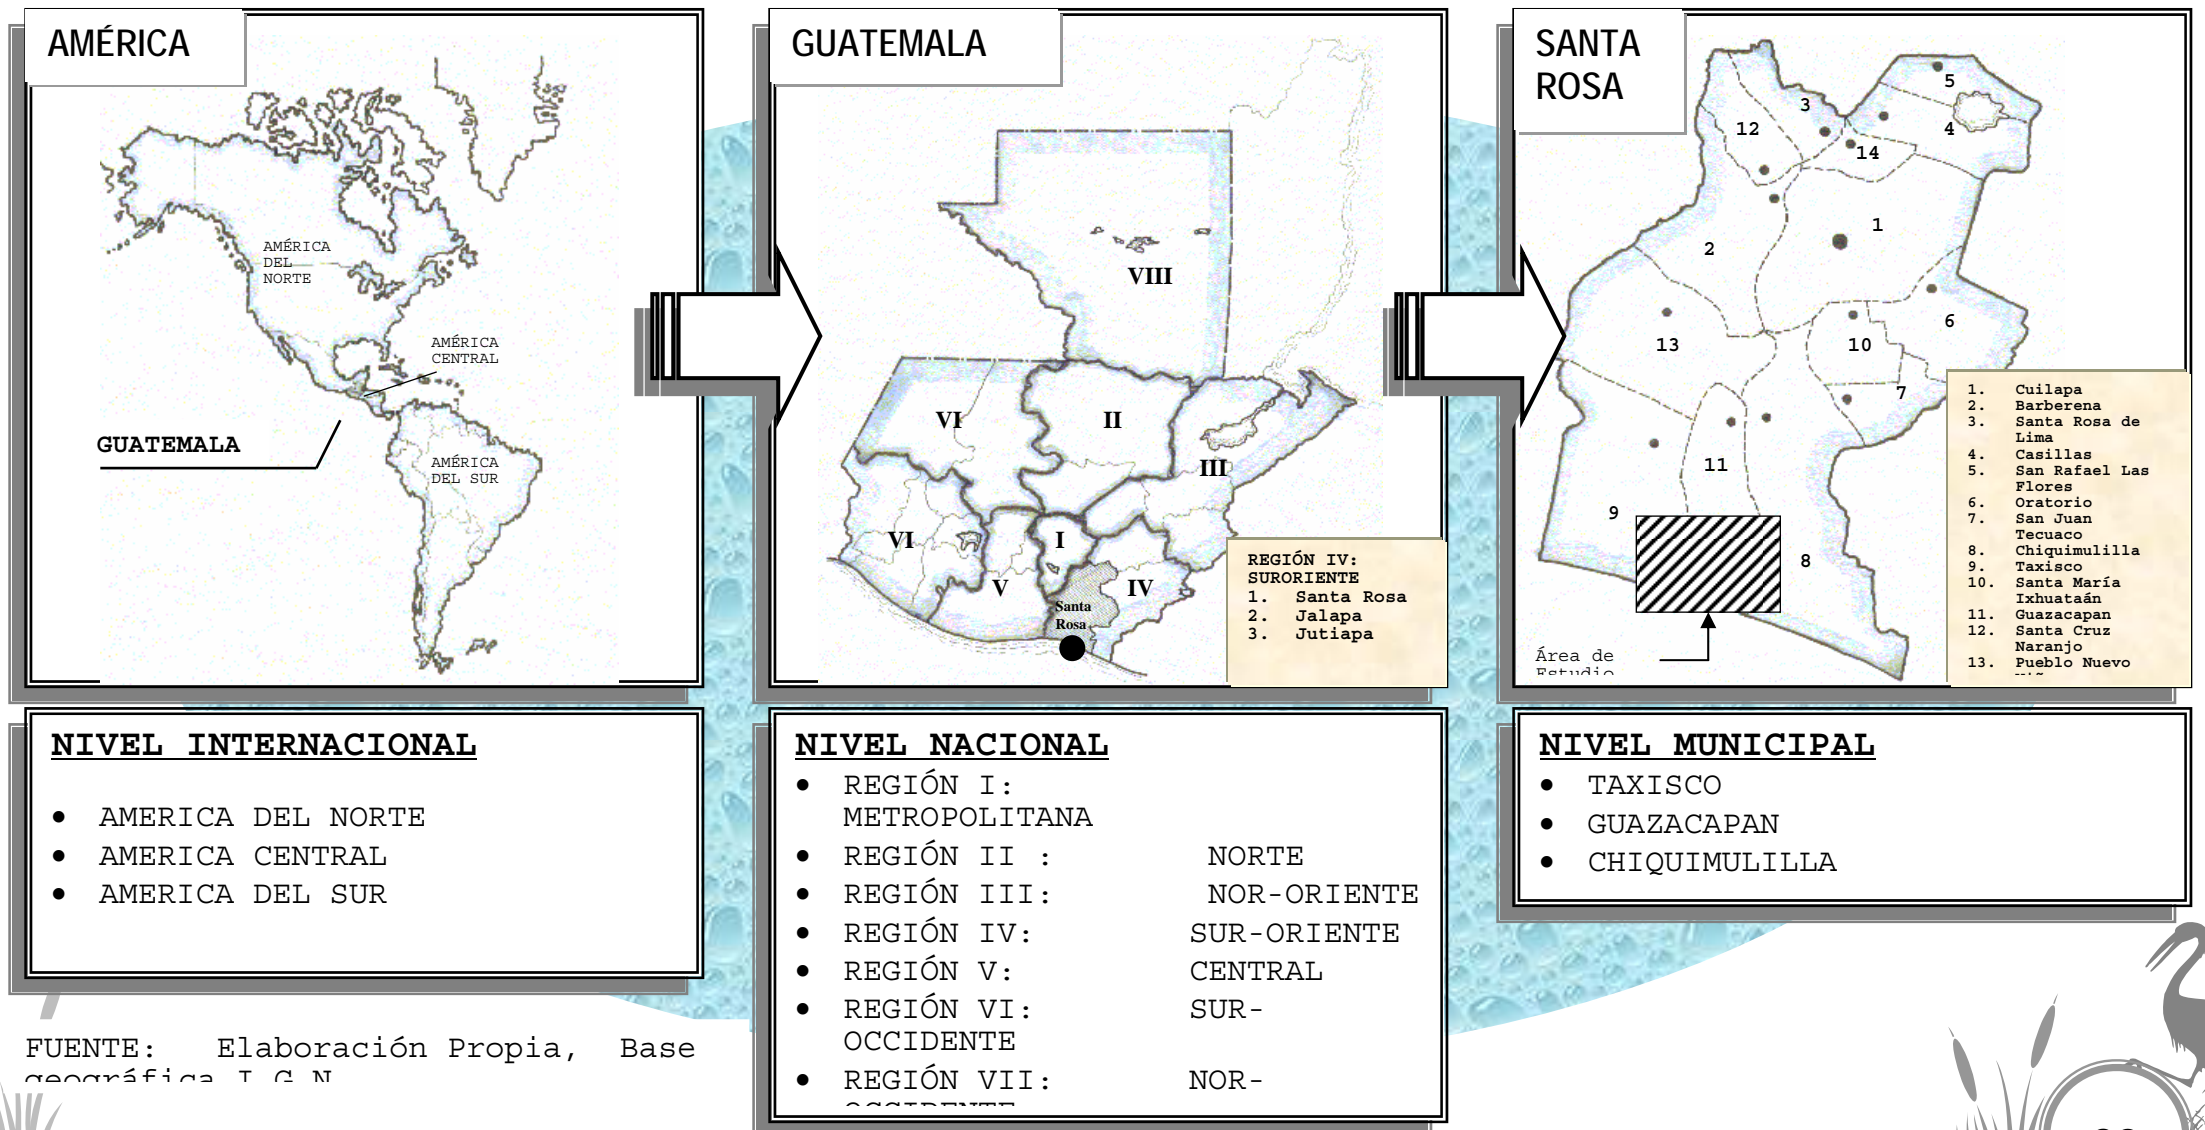 AMÉRICA
AMÉRICA
DEL
NORTE
AMÉRICA
CENTRAL
GUATEMALA
AMÉRICA
DEL SUR
GUATEMALA
VIII
VI
II
III
VI
I
V
IV
Santa
Rosa
REGIÓN IV:
SURORIENTE
1. Santa Rosa
2. Jalapa
3. Jutiapa
SANTA
ROSA
5
3
12
4
14
1
2
6
13
10
7
11
9
8
Área de
Estudio
1. Cuilapa
2. Barberena
3. Santa Rosa de
Lima
4. Casillas
5. San Rafael Las
Flores
6. Oratorio
7. San Juan
Tecuaco
8. Chiquimulilla
9. Taxisco
10. Santa María
Ixhuataán
11. Guazacapan
12. Santa Cruz
Naranjo
13. Pueblo Nuevo
NIVEL INTERNACIONAL
• AMERICA DEL NORTE
• AMERICA CENTRAL
• AMERICA DEL SUR
NIVEL NACIONAL
• REGIÓN I:
METROPOLITANA
• REGIÓN II : NORTE
• REGIÓN III: NOR-ORIENTE
• REGIÓN IV: SUR-ORIENTE
• REGIÓN V: CENTRAL
• REGIÓN VI: SUR-
OCCIDENTE
• REGIÓN VII: NOR-
OCCIDENTE
NIVEL MUNICIPAL
• TAXISCO
• GUAZACAPAN
• CHIQUIMULILLA
FUENTE: Elaboración Propia, Base
geográfica I G N